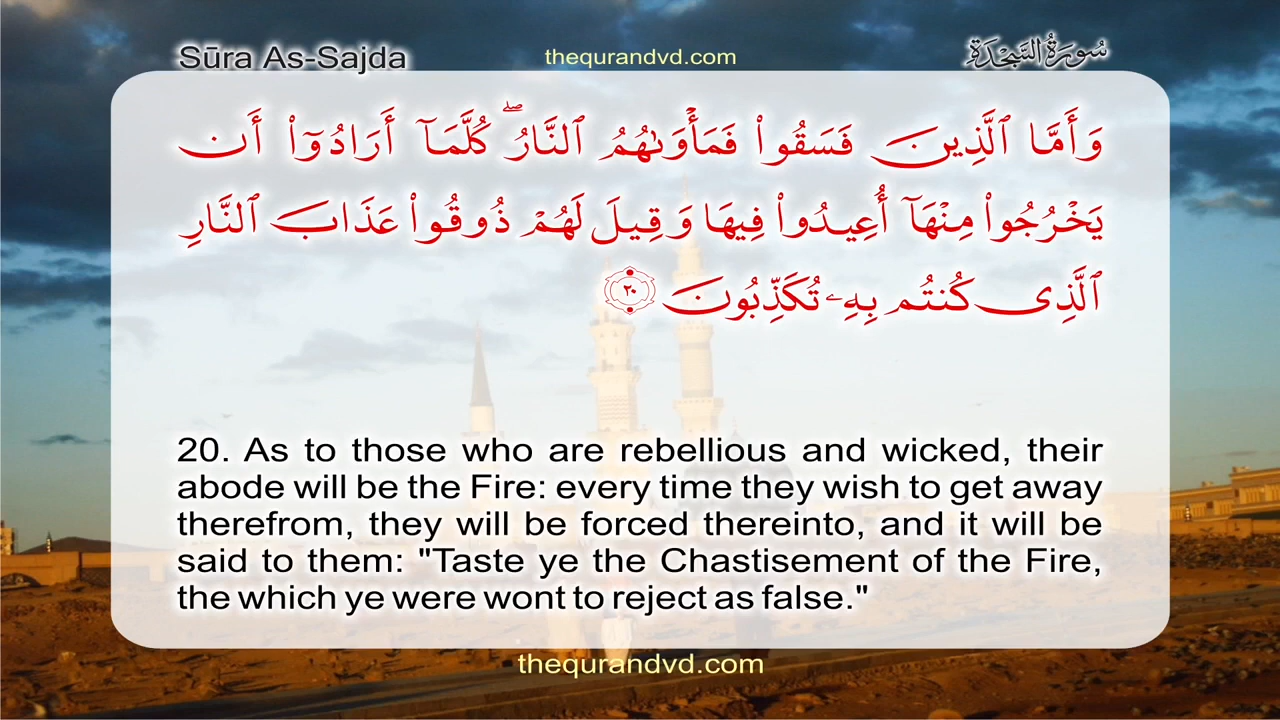 Sūra As-Sajda
thequrandvd.com
سُورَةُ السَّجْدَةِ
وَأَمَّا ٱلَّذِينَ فَسَقُوا۟ فَمَأْوَىٰهُمُ ٱلنَّارُ ۖ كُلَّمَآ أَرَادُوٓا۟ أَن
يَخْرُجُوا۟ مِنْهَآ أُعِيدُوا۟ فِيهَا وَقِيلَ لَهُمْ ذُوقُوا۟ عَذَابَ ٱلنَّارِ
ٱلَّذِى كُنتُم بِهِۦ تُكَذِّبُونَ ٢٠
20. As to those who are rebellious and wicked, their
abode will be the Fire: every time they wish to get away
therefrom, they will be forced thereinto, and it will be
said to them: "Taste ye the Chastisement of the Fire,
the which ye were wont to reject as false."
thequrandvd.com